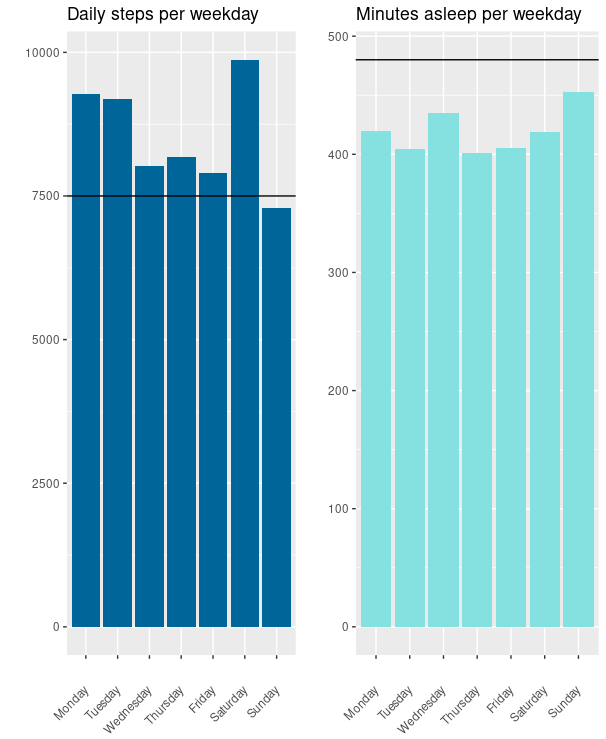 Daily steps per weekday
10000
7500
5000
2500
0
Monday
Tuesday
Wednesday
Thursday
Friday
Saturday
Sunday
Minutes asleep per weekday
500
400
300
200
100
0
Monday
Tuesday
Wednesday
Thursday
Friday
Saturday
Sunday